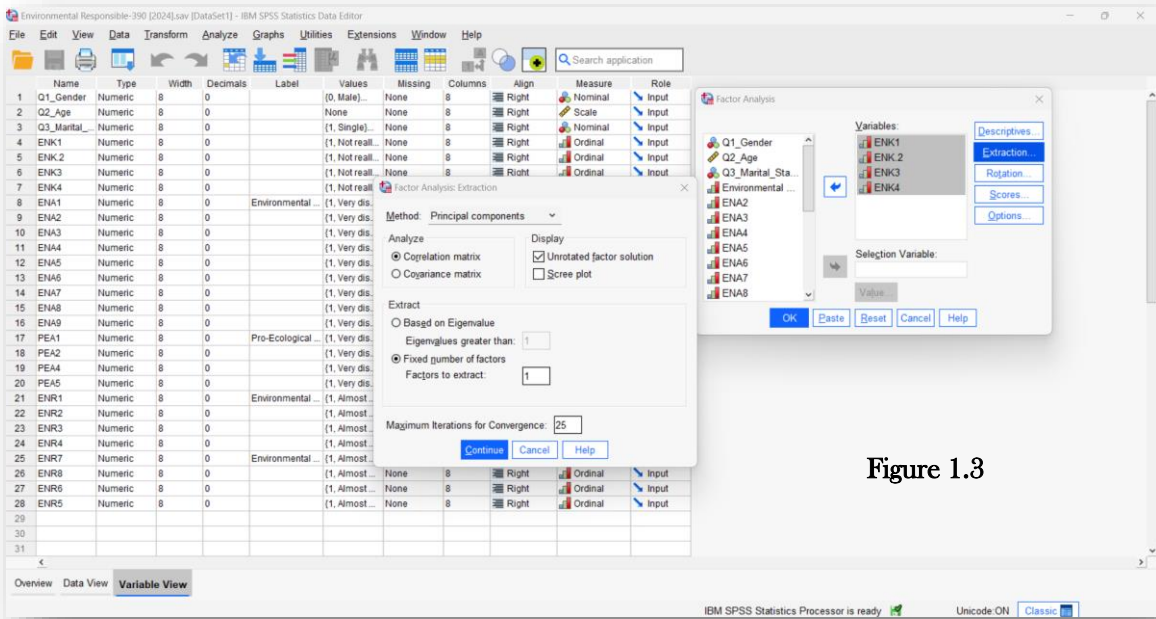 Environmental Responsible-390 [2024].sav [DataSet1] - IBM SPSS Statistics Data Editor
File Edit View Data Transform Analyze Graphs Utilities Extensions Window Help
Search application
Name Type Width Decimals Label Values Missing Columns Align Measure Role
1 Q1_Gender Numeric 8 0 {0, Male}... None 8 Right Nominal Input
2 Q2_Age Numeric 8 0 None None 8 Right Scale Input
3 Q3_Marital_... Numeric 8 0 {1, Single}... None 8 Right Nominal Input
4 ENK1 Numeric 8 0 {1, Not reall... None 8 Right Ordinal Input
5 ENK.2 Numeric 8 0 {1, Not reall... None 8 Right Ordinal Input
6 ENK3 Numeric 8 0 {1, Not reall... None 8 Right Ordinal Input
7 ENK4 Numeric 8 0 {1, Not reall
8 ENA1 Numeric 8 0 Environmental ... {1, Very dis.
9 ENA2 Numeric 8 0 {1, Very dis.
10 ENA3 Numeric 8 0 {1, Very dis.
11 ENA4 Numeric 8 0 {1, Very dis.
12 ENA5 Numeric 8 0 {1, Very dis.
13 ENA6 Numeric 8 0 {1, Very dis.
14 ENA7 Numeric 8 0 {1, Very dis.
15 ENA8 Numeric 8 0 {1, Very dis.
16 ENA9 Numeric 8 0 {1, Very dis.
17 PEA1 Numeric 8 0 Pro-Ecological ... {1, Very dis.
18 PEA2 Numeric 8 0 {1, Very dis.
19 PEA4 Numeric 8 0 {1, Very dis.
20 PEA5 Numeric 8 0 {1, Very dis.
21 ENR1 Numeric 8 0 Environmental ... {1, Almost ..
22 ENR2 Numeric 8 0 {1, Almost ..
23 ENR3 Numeric 8 0 {1, Almost ..
24 ENR4 Numeric 8 0 {1, Almost ..
25 ENR7 Numeric 8 0 Environmental ... {1, Almost ..
26 ENR8 Numeric 8 0 {1, Almost ... None 8 Right Ordinal Input
27 ENR6 Numeric 8 0 {1, Almost ... None 8 Right Ordinal Input
28 ENR5 Numeric 8 0 {1, Almost ... None 8 Right Ordinal Input
29
30
31
Factor Analysis: Extraction
Method: Principal components
Analyze
Correlation matrix
Covariance matrix
Display
Unrotated factor solution
Scree plot
Extract
Based on Eigenvalue
Eigenvalues greater than: 1
Fixed number of factors
Factors to extract: 1
Maximum Iterations for Convergence: 25
Continue Cancel Help
Factor Analysis
Q1_Gender
Q2_Age
Q3_Marital_Sta...
Environmental ...
ENA2
ENA3
ENA4
ENA5
ENA6
ENA7
ENA8
Variables:
ENK1
ENK.2
ENK3
ENK4
Selection Variable:
Value...
Descriptives...
Extraction...
Rotation...
Scores...
Options...
OK Paste Reset Cancel Help
Figure 1.3
Overview Data View Variable View
IBM SPSS Statistics Processor is ready Unicode:ON Classic